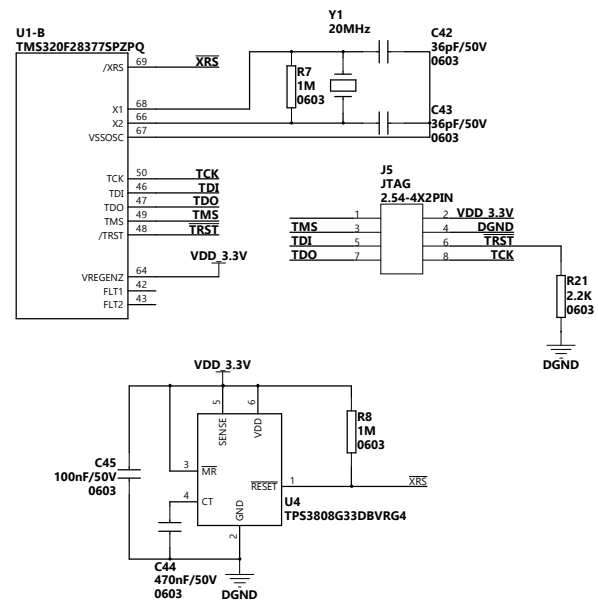 U1-B
TMS320F28377SPZPQ
/XRS 69 XRS
X1 68
X2 66
VSSOSC 67
TCK 50 TCK
TDI 46 TDI
TDO 47 TDO
TMS 49 TMS
/TRST 48 TRST
VREGENZ 64 VDD_3.3V
FLT1 42
FLT2 43
Y1
20MHz
R7
1M
0603
C42
36pF/50V
0603
C43
36pF/50V
0603
J5
JTAG
2.54-4X2PIN
1 2 VDD_3.3V
TMS 3 4 DGND
TDI 5 6 TRST
TDO 7 8 TCK
R21
2.2K
0603
DGND
VDD_3.3V
5 6
SENSE VDD
3 MR
4 CT
RESET 1 XRS
GND
2
U4
TPS3808G33DBVRG4
R8
1M
0603
C45
100nF/50V
0603
C44
470nF/50V
0603
DGND